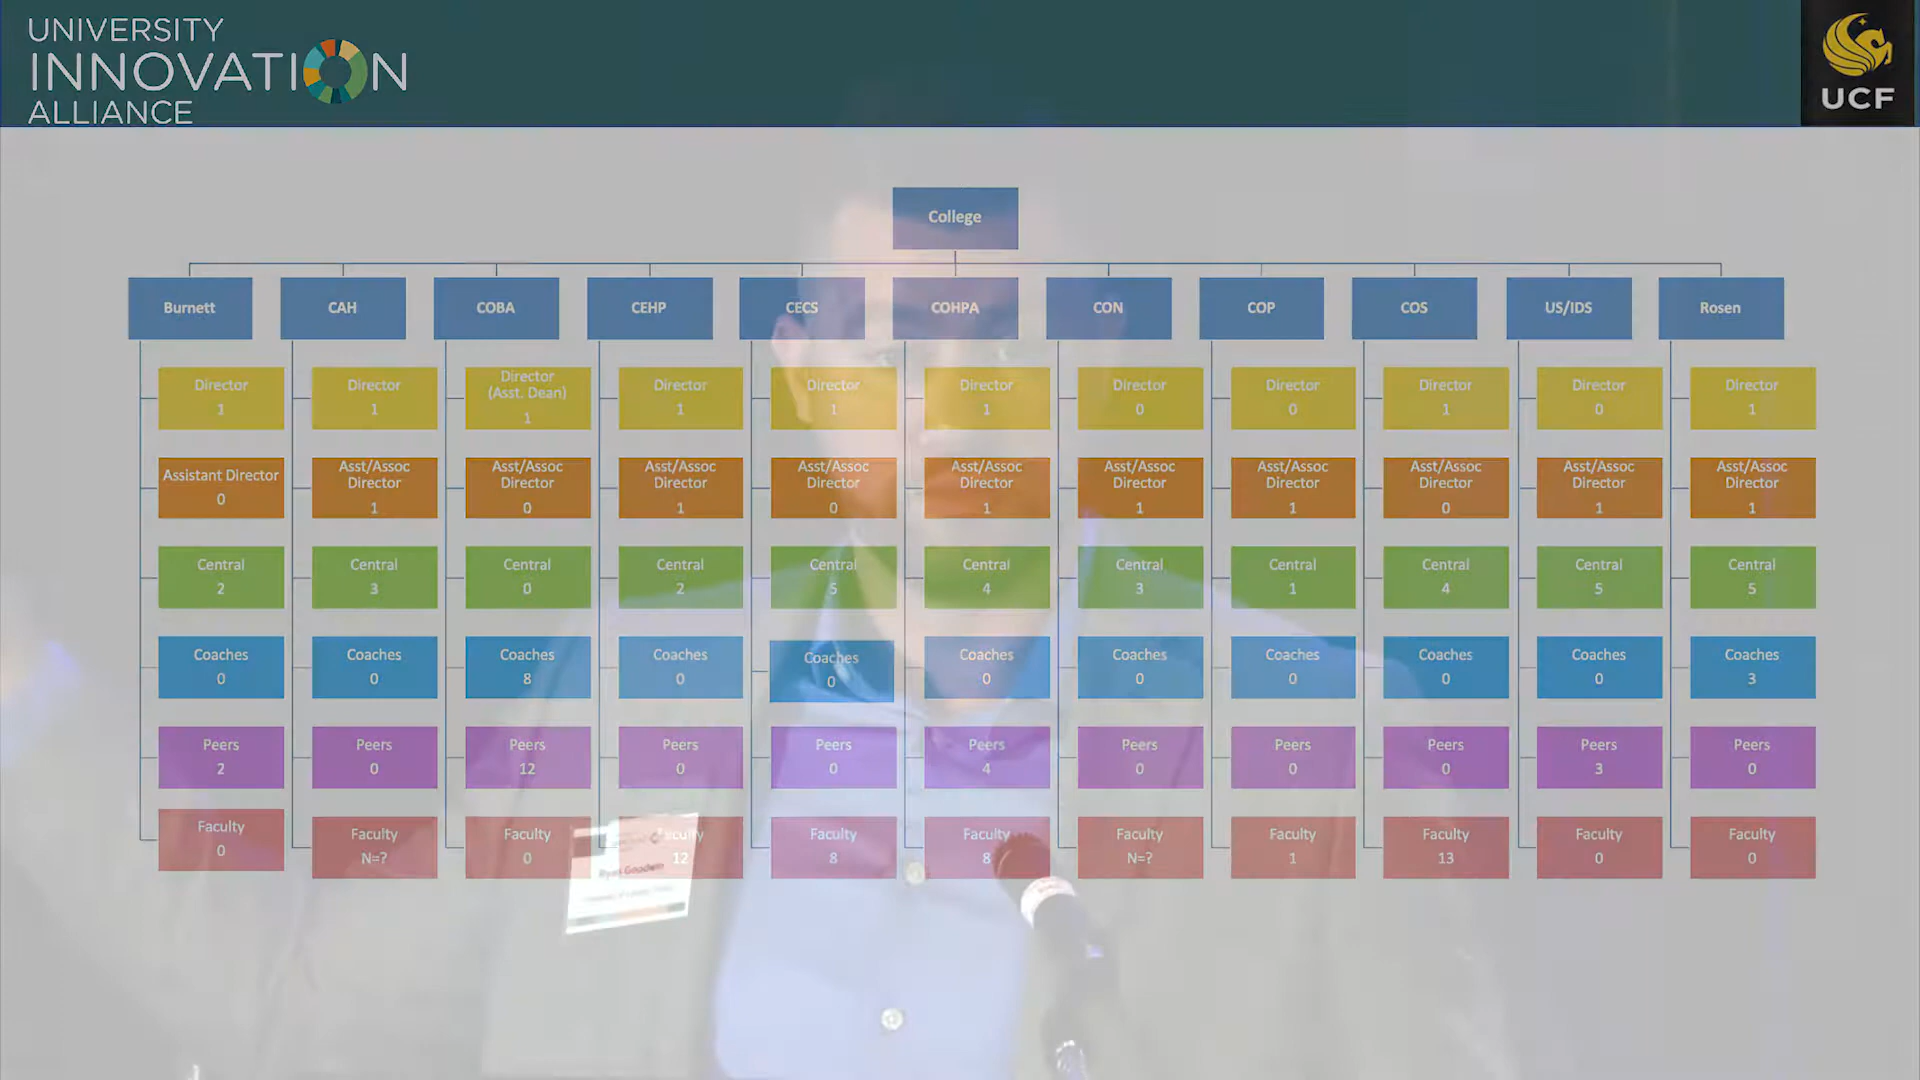 UNIVERSITY
INNOVATION
ALLIANCE
UCF
College
Burnett
CAH
COBA
CEHP
CECS
COHPA
CON
COP
COS
US/IDS
Rosen
Director
1
Director
1
Director
(Asst. Dean)
1
Director
1
Director
1
Director
1
Director
0
Director
0
Director
1
Director
0
Director
1
Assistant Director
0
Asst/Assoc
Director
1
Asst/Assoc
Director
0
Asst/Assoc
Director
1
Asst/Assoc
Director
0
Asst/Assoc
Director
1
Asst/Assoc
Director
1
Asst/Assoc
Director
1
Asst/Assoc
Director
0
Asst/Assoc
Director
1
Asst/Assoc
Director
1
Central
2
Central
3
Central
0
Central
2
Central
5
Central
4
Central
3
Central
1
Central
4
Central
5
Central
5
Coaches
0
Coaches
0
Coaches
8
Coaches
0
Coaches
0
Coaches
0
Coaches
0
Coaches
0
Coaches
0
Coaches
0
Coaches
3
Peers
2
Peers
0
Peers
12
Peers
0
Peers
0
Peers
4
Peers
0
Peers
0
Peers
0
Peers
3
Peers
0
Faculty
0
Faculty
N=?
Faculty
0
Faculty
12
Faculty
8
Faculty
8
Faculty
N=?
Faculty
1
Faculty
13
Faculty
0
Faculty
0
Ryan Goodwin